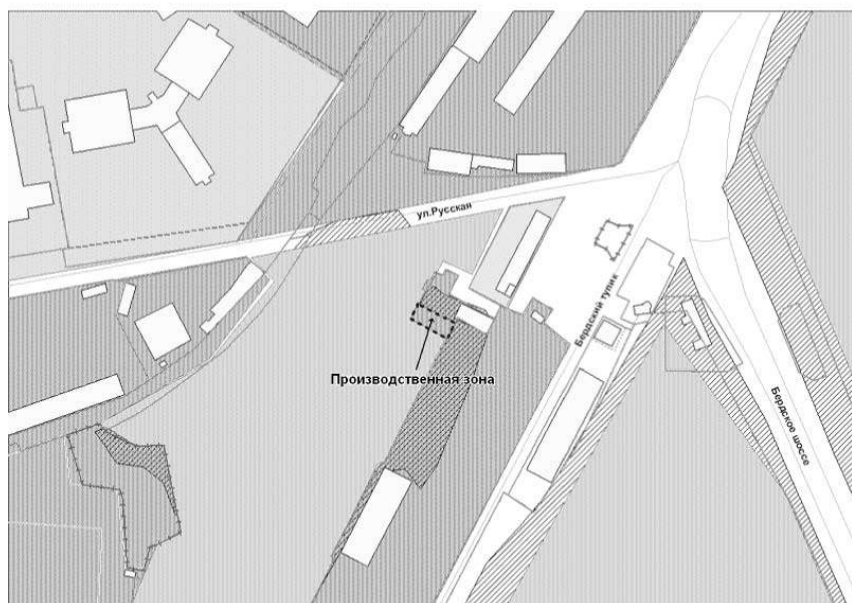 ул.Русская
Бердский тупик
Производственная зона
Бердское шоссе